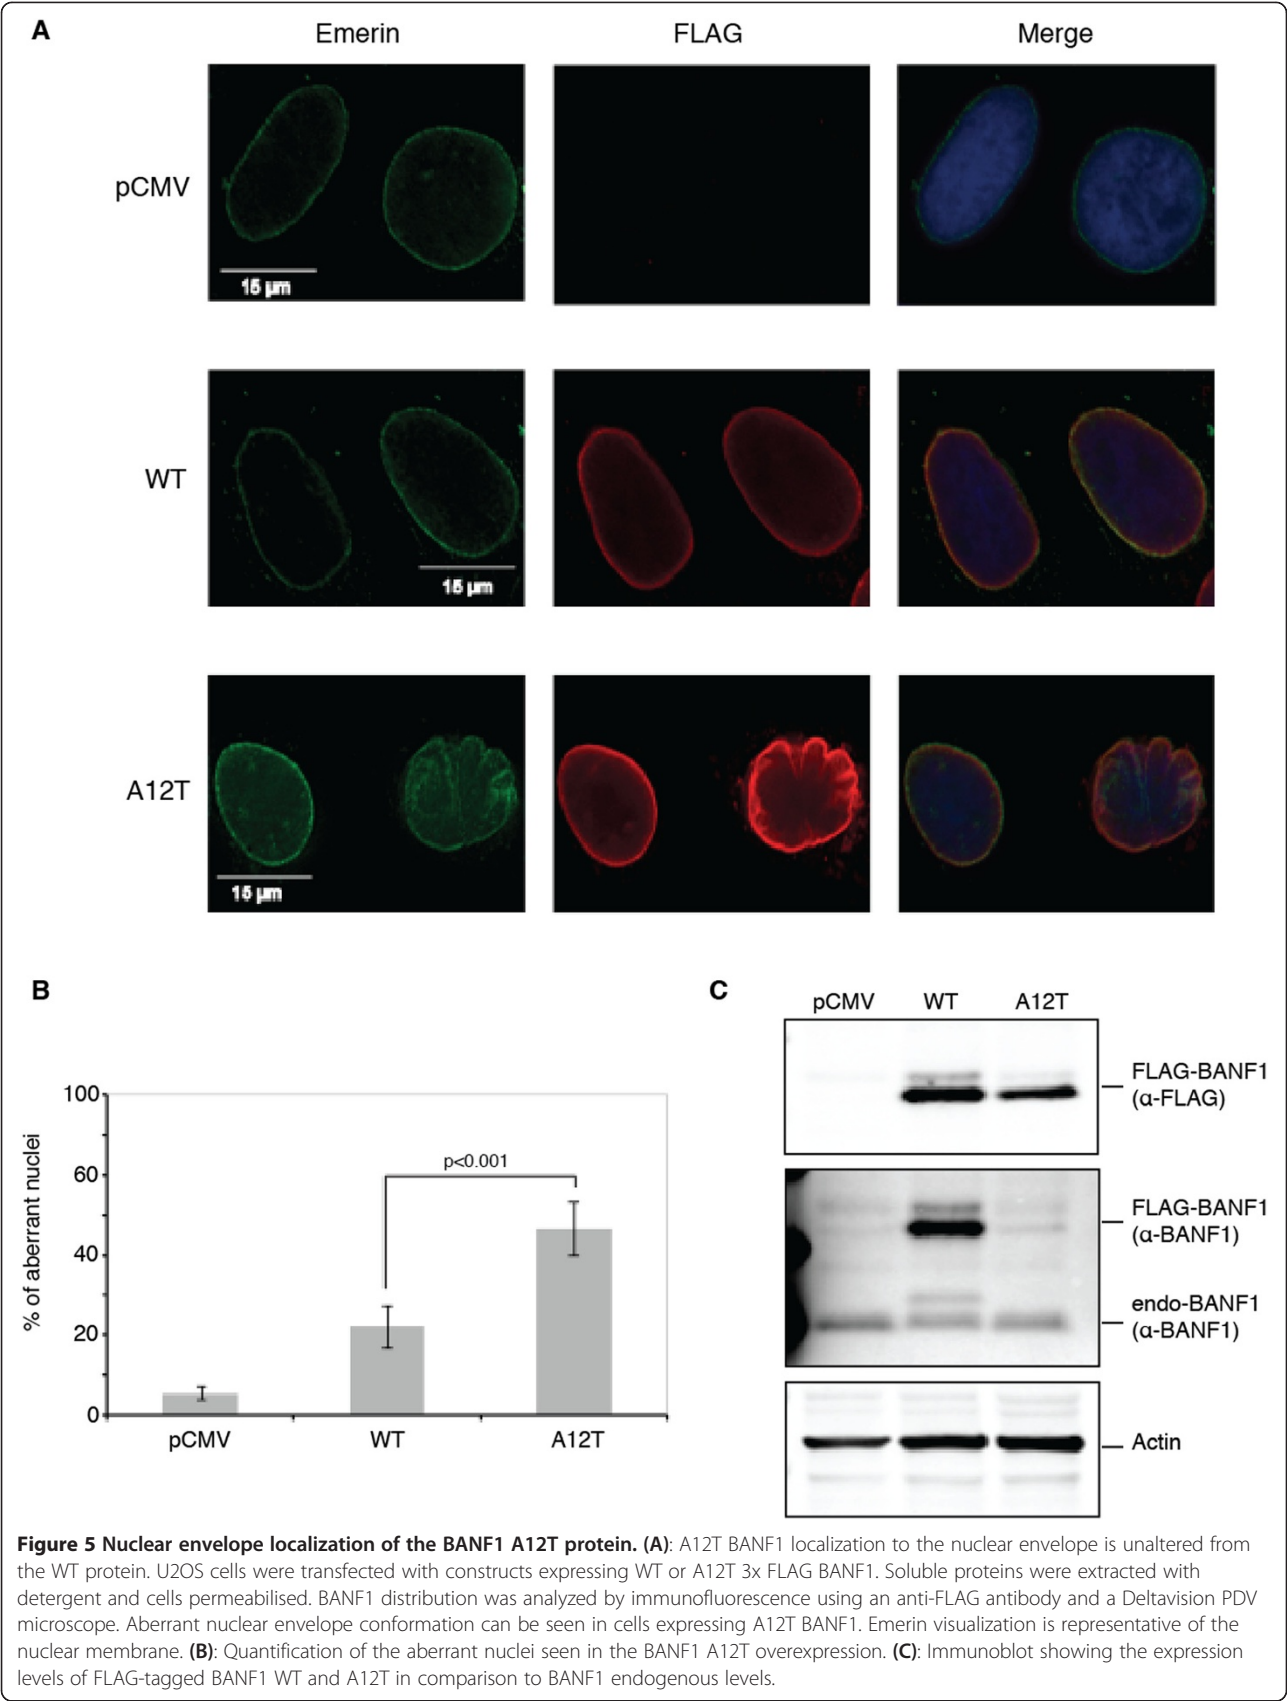 A
Emerin FLAG Merge
pCMV
15 µm
WT
15 µm
A12T
15 µm
B
% of aberrant nuclei
100
60
40
20
0
p<0.001
pCMV WT A12T
C
pCMV WT A12T
FLAG-BANF1
(α-FLAG)
FLAG-BANF1
(α-BANF1)
endo-BANF1
(α-BANF1)
Actin
Figure 5 Nuclear envelope localization of the BANF1 A12T protein. (A): A12T BANF1 localization to the nuclear envelope is unaltered from
the WT protein. U2OS cells were transfected with constructs expressing WT or A12T 3x FLAG BANF1. Soluble proteins were extracted with
detergent and cells permeabilised. BANF1 distribution was analyzed by immunofluorescence using an anti-FLAG antibody and a Deltavision PDV
microscope. Aberrant nuclear envelope conformation can be seen in cells expressing A12T BANF1. Emerin visualization is representative of the
nuclear membrane. (B): Quantification of the aberrant nuclei seen in the BANF1 A12T overexpression. (C): Immunoblot showing the expression
levels of FLAG-tagged BANF1 WT and A12T in comparison to BANF1 endogenous levels.